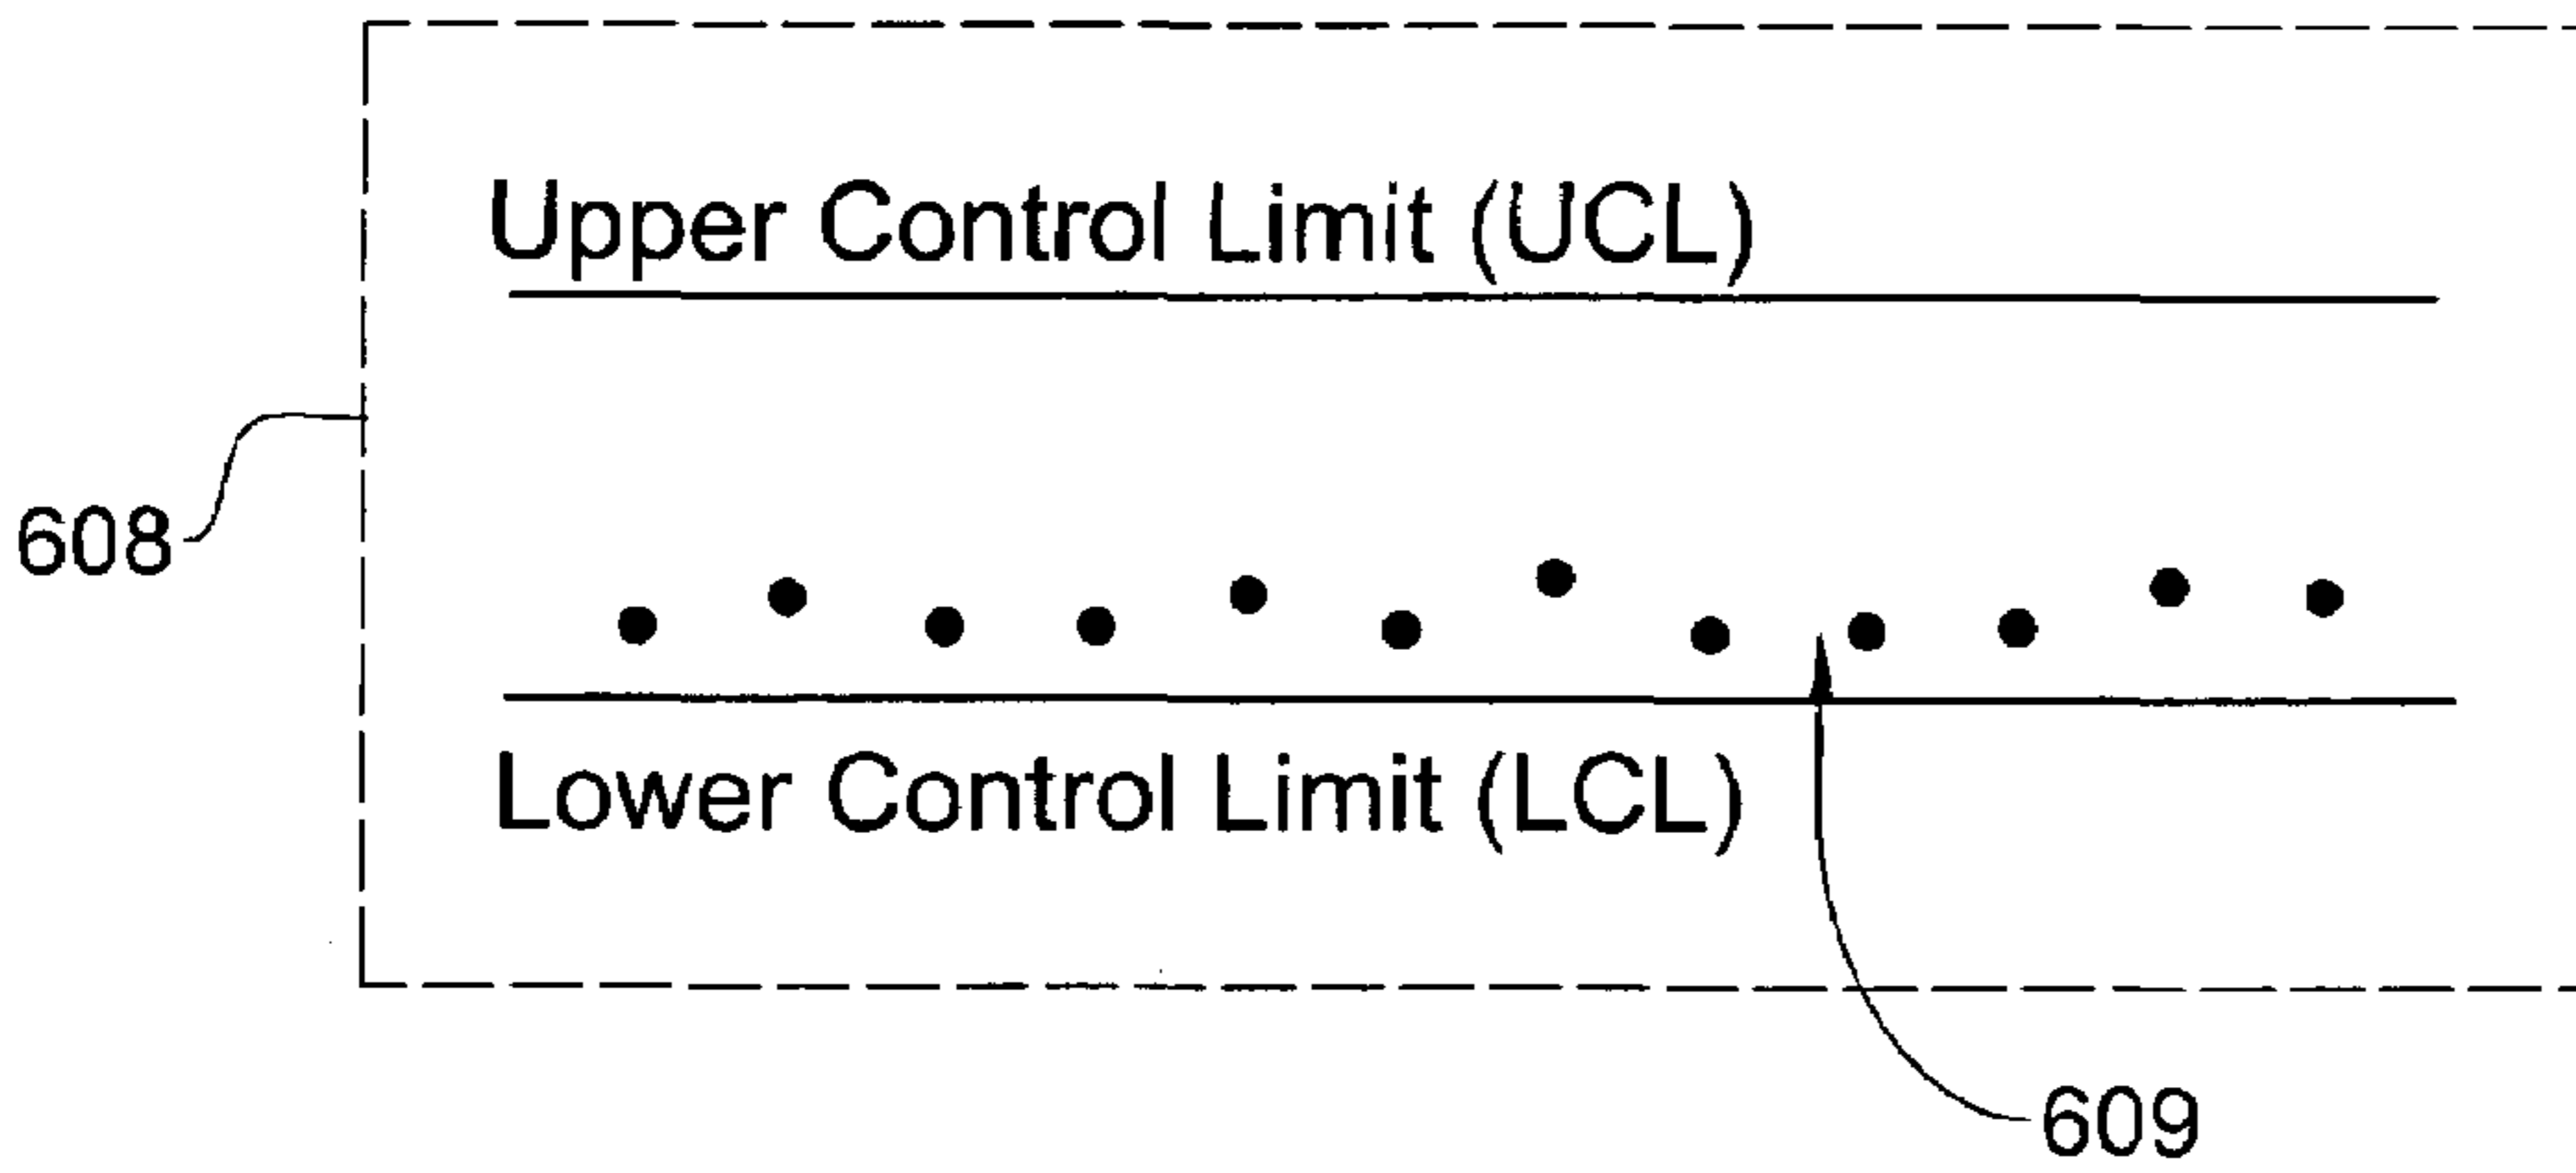 Upper Control Limit (UCL)
608
Lower Control Limit (LCL)
609